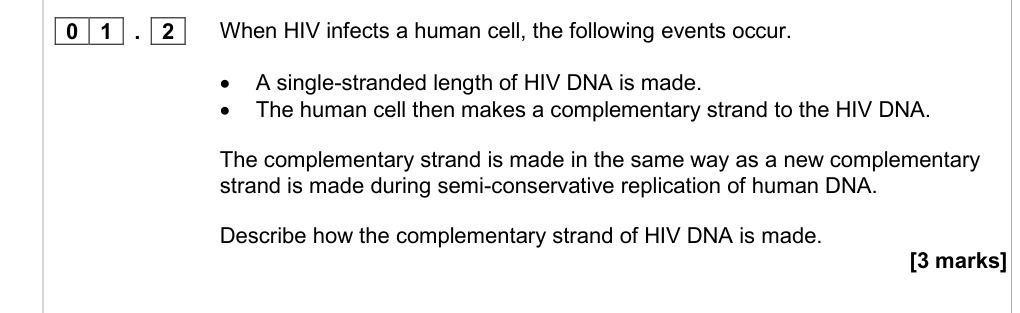 0 1 . 2 When HIV infects a human cell, the following events occur.
• A single-stranded length of HIV DNA is made.
• The human cell then makes a complementary strand to the HIV DNA.
The complementary strand is made in the same way as a new complementary
strand is made during semi-conservative replication of human DNA.
Describe how the complementary strand of HIV DNA is made.
[3 marks]